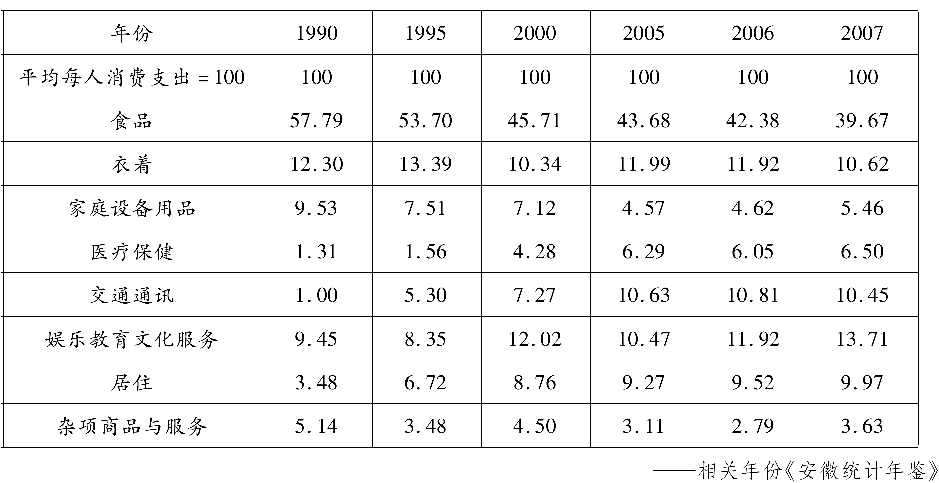 年份 1990 1995 2000 2005 2006 2007
平均每人消费支出=100 100 100 100 100 100 100
食品 57.79 53.70 45.71 43.68 42.38 39.67
衣着 12.30 13.39 10.34 11.99 11.92 10.62
家庭设备用品 9.53 7.51 7.12 4.57 4.62 5.46
医疗保健 1.31 1.56 4.28 6.29 6.05 6.50
交通通讯 1.00 5.30 7.27 10.63 10.81 10.45
娱乐教育文化服务 9.45 8.35 12.02 10.47 11.92 13.71
居住 3.48 6.72 8.76 9.27 9.52 9.97
杂项商品与服务 5.14 3.48 4.50 3.11 2.79 3.63
——相关年份《安徽统计年鉴》